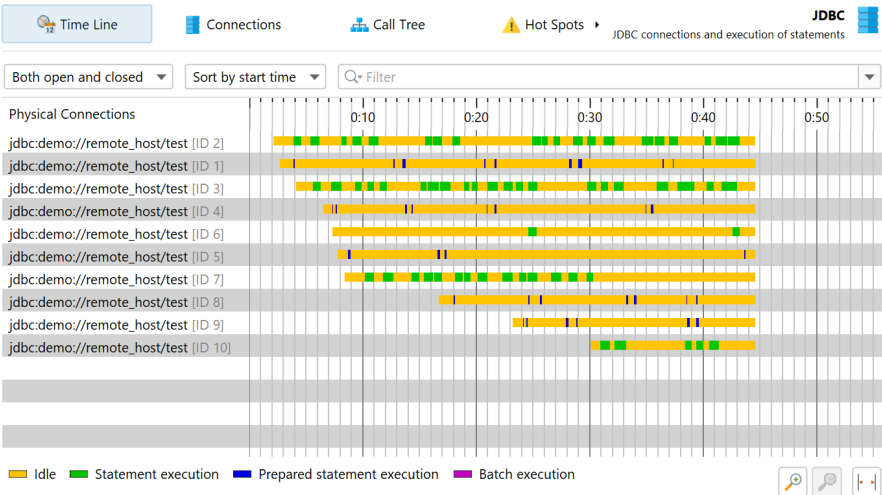 Time Line
Connections
Call Tree
Hot Spots
JDBC
JDBC connections and execution of statements
Both open and closed
Sort by start time
Filter
Physical Connections
0:10 0:20 0:30 0:40 0:50
jdbc:demo://remote_host/test [ID 2]
jdbc:demo://remote_host/test [ID 1]
jdbc:demo://remote_host/test [ID 3]
jdbc:demo://remote_host/test [ID 4]
jdbc:demo://remote_host/test [ID 6]
jdbc:demo://remote_host/test [ID 5]
jdbc:demo://remote_host/test [ID 7]
jdbc:demo://remote_host/test [ID 8]
jdbc:demo://remote_host/test [ID 9]
jdbc:demo://remote_host/test [ID 10]
Idle Statement execution Prepared statement execution Batch execution